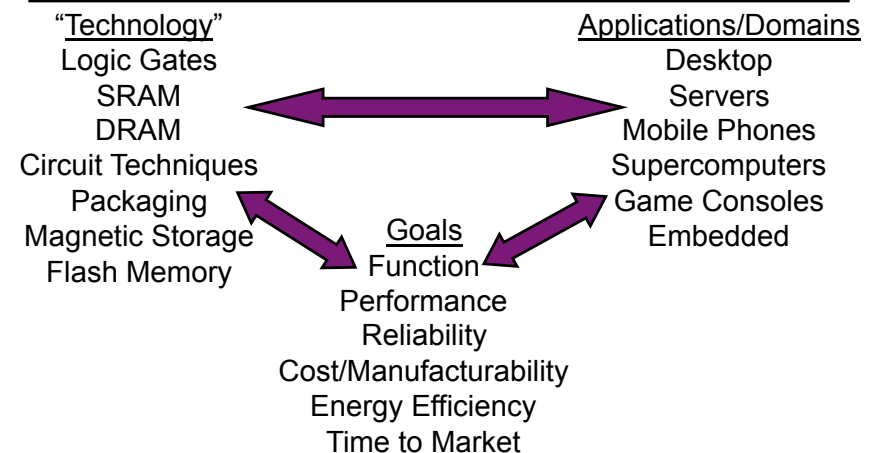 “Technology”
Logic Gates
SRAM
DRAM
Circuit Techniques
Packaging
Magnetic Storage
Flash Memory
Applications/Domains
Desktop
Servers
Mobile Phones
Supercomputers
Game Consoles
Embedded
Goals
Function
Performance
Reliability
Cost/Manufacturability
Energy Efficiency
Time to Market